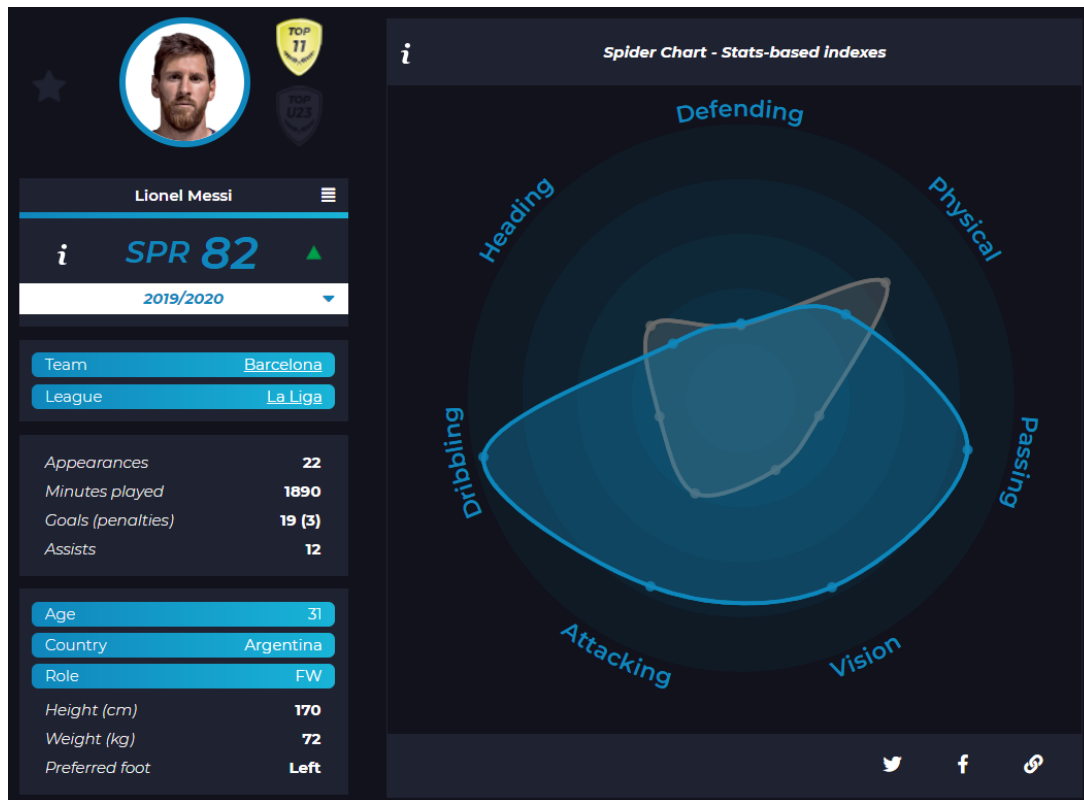 TOP
11
TOP
U23
Lionel Messi
i SPR 82
2019/2020
Team Barcelona
League La Liga
Appearances 22
Minutes played 1890
Goals (penalties) 19 (3)
Assists 12
Age 31
Country Argentina
Role FW
Height (cm) 170
Weight (kg) 72
Preferred foot Left
i Spider Chart - Stats-based indexes
Defending
Physical
Passing
Vision
Attacking
Dribbling
Heading